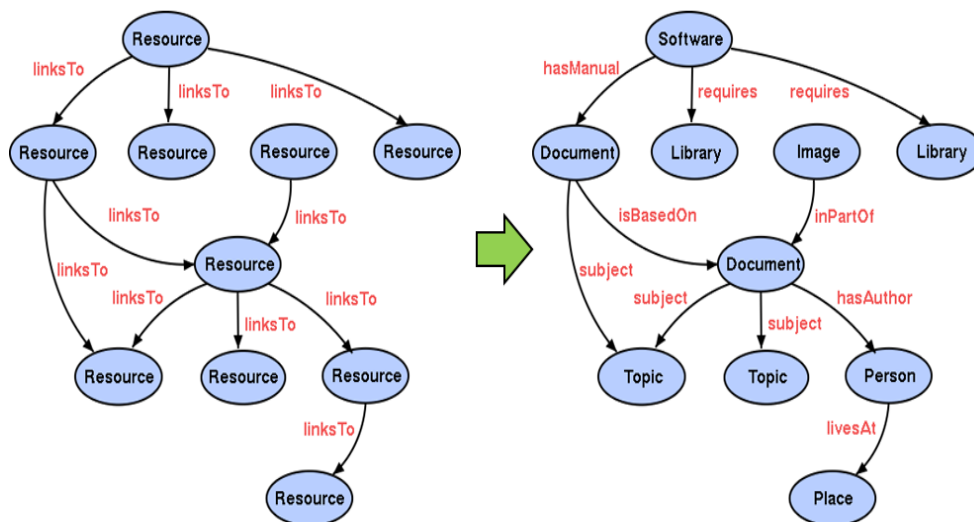 Resource
linksTo
linksTo
linksTo
Resource
Resource
Resource
Resource
linksTo
linksTo
Resource
linksTo
linksTo
linksTo
linksTo
Resource
Resource
Resource
linksTo
Resource
Software
hasManual
requires
requires
Document
Library
Image
Library
isBasedOn
inPartOf
Document
subject
subject
hasAuthor
subject
Topic
Topic
Person
livesAt
Place